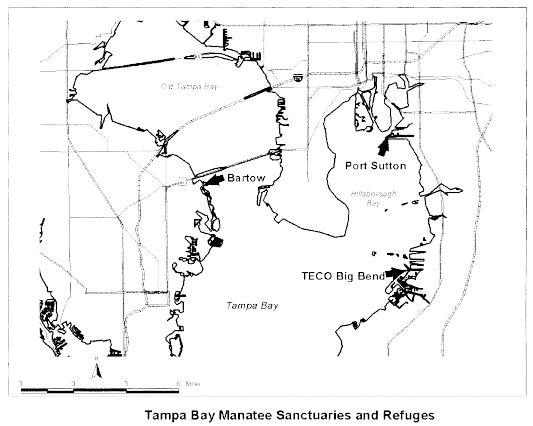 Old Tampa Bay
Port Sutton
Bartow
Hillsborough
Bay
TECO Big Bend
Tampa Bay
N
0 3 3 6 Miles
Tampa Bay Manatee Sanctuaries and Refuges